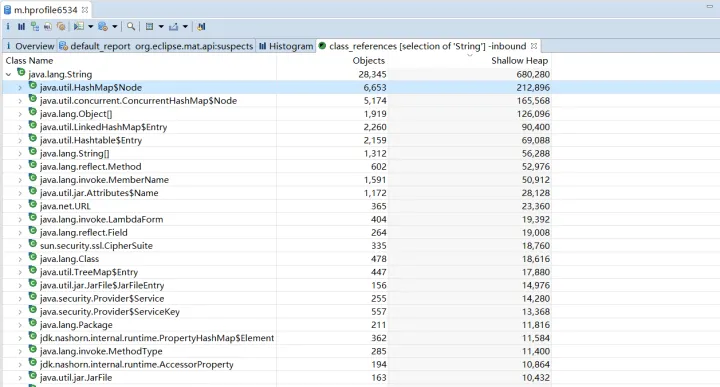 m.hprofile6534
i Overview default_report org.eclipse.mat.api:suspects Histogram class_references [selection of 'String'] -inbound
Class Name Objects Shallow Heap
java.lang.String 28,345 680,280
java.util.HashMap$Node 6,653 212,896
java.util.concurrent.ConcurrentHashMap$Node 5,174 165,568
java.lang.Object[] 1,919 126,096
java.util.LinkedHashMap$Entry 2,260 90,400
java.util.Hashtable$Entry 2,159 69,088
java.lang.String[] 1,312 56,288
java.lang.reflect.Method 602 52,976
java.lang.invoke.MemberName 1,591 50,912
java.util.jar.Attributes$Name 1,172 28,128
java.net.URL 365 23,360
java.lang.invoke.LambdaForm 404 19,392
java.lang.reflect.Field 264 19,008
sun.security.ssl.CipherSuite 335 18,760
java.lang.Class 478 18,616
java.util.TreeMap$Entry 447 17,880
java.util.jar.JarFile$JarFileEntry 156 14,976
java.security.Provider$Service 255 14,280
java.security.Provider$ServiceKey 557 13,368
java.lang.Package 211 11,816
jdk.nashorn.internal.runtime.PropertyHashMap$Element 362 11,584
java.lang.invoke.MethodType 285 11,400
jdk.nashorn.internal.runtime.AccessorProperty 194 10,864
java.util.jar.JarFile 163 10,432